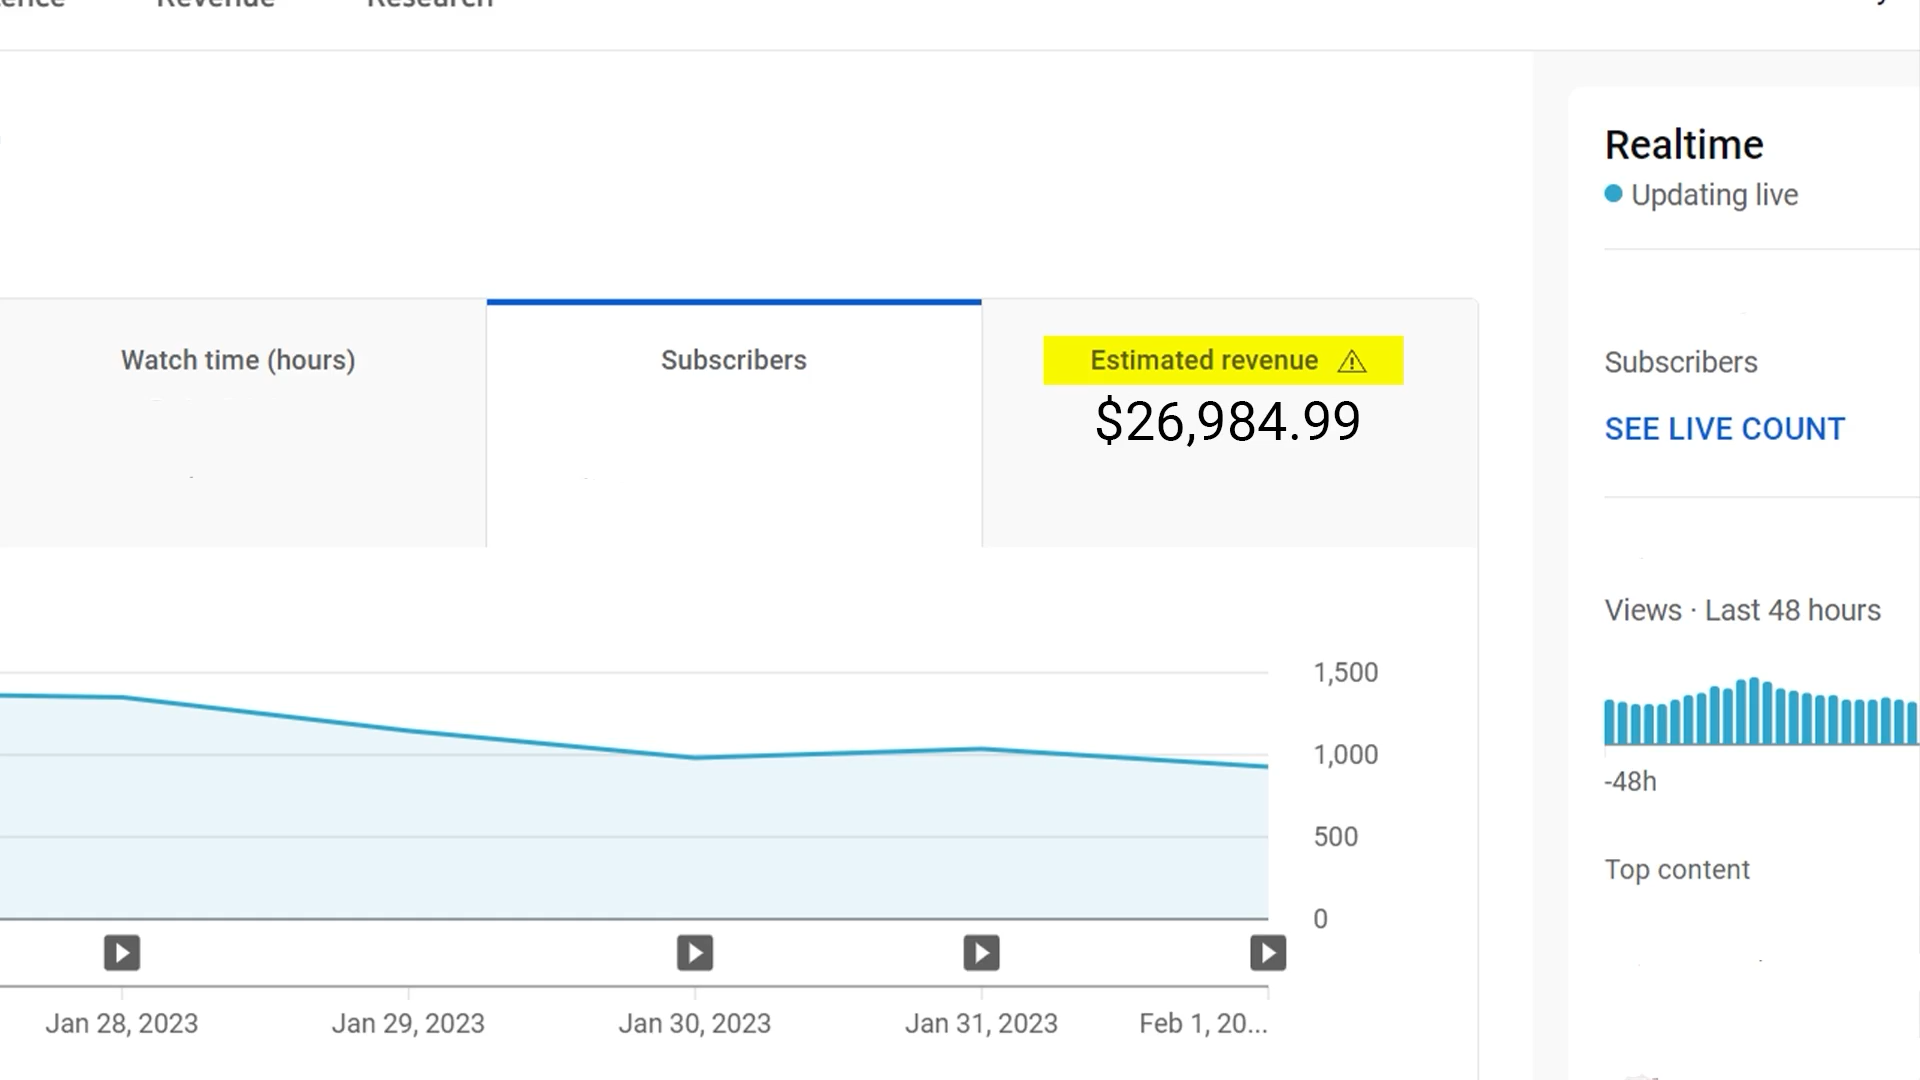 Revenue
Research
Realtime
Updating live
Watch time (hours)
Subscribers
Estimated revenue
$26,984.99
Subscribers
SEE LIVE COUNT
Views · Last 48 hours
-48h
Top content
1,500
1,000
500
0
Jan 28, 2023
Jan 29, 2023
Jan 30, 2023
Jan 31, 2023
Feb 1, 20...